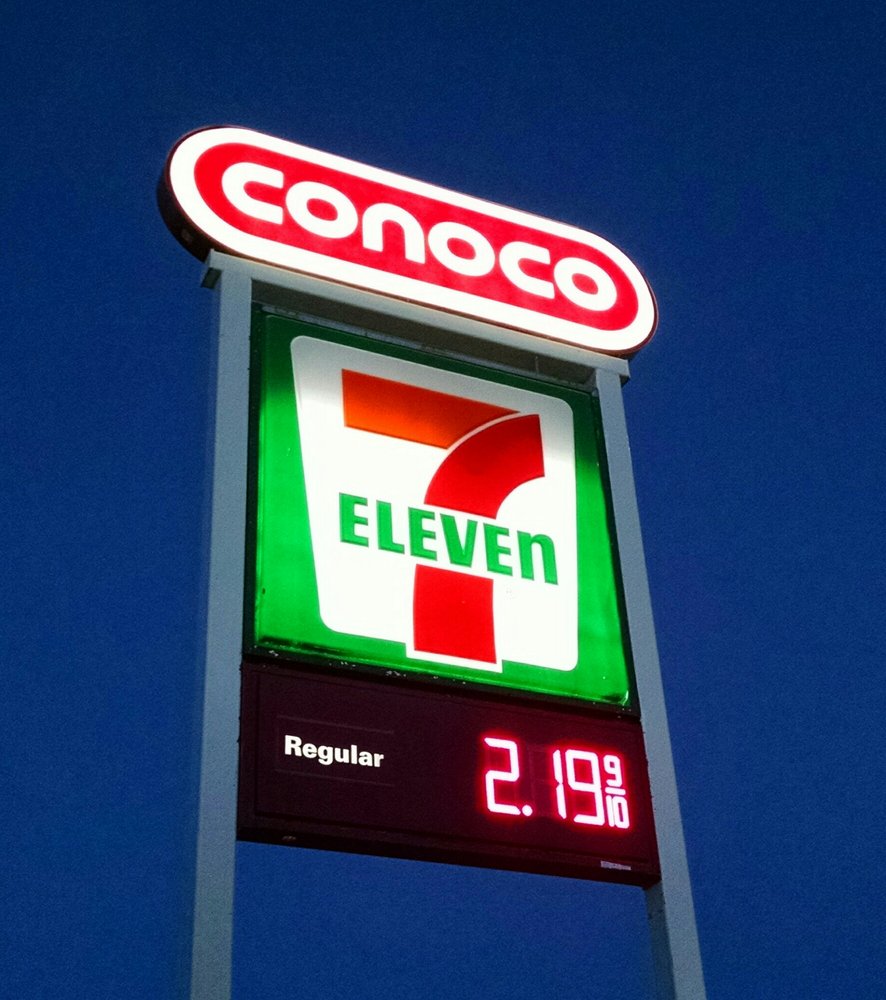 conoco
7
ELEVEn
Regular 2.19 9/10